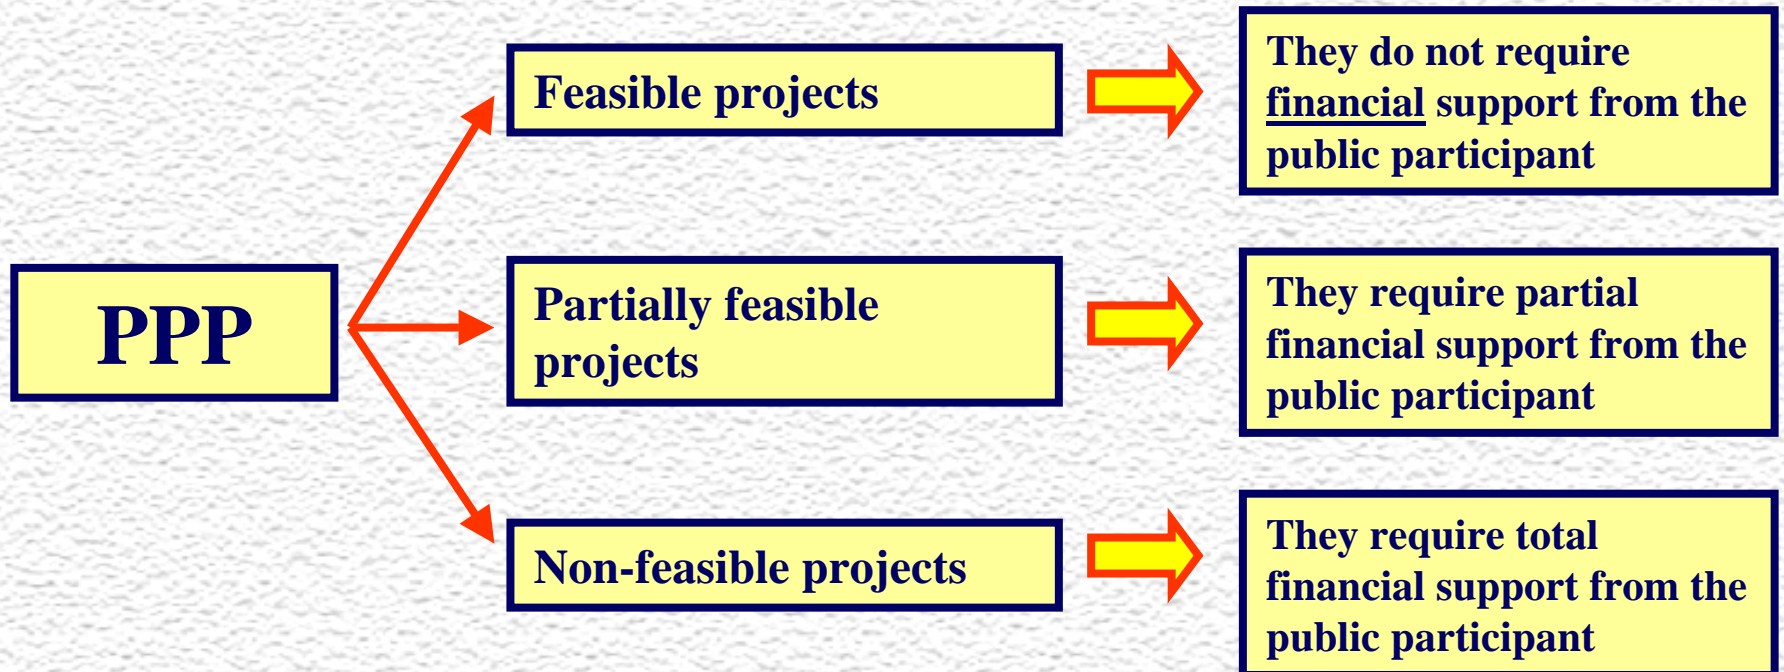 PPP
Feasible projects
They do not require
financial support from the
public participant
Partially feasible
projects
They require partial
financial support from the
public participant
Non-feasible projects
They require total
financial support from the
public participant